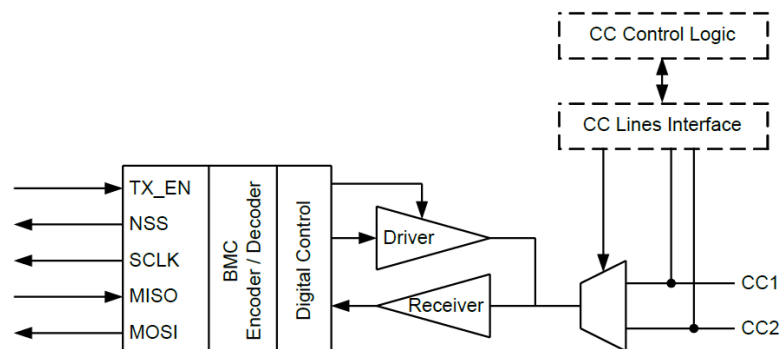 CC Control Logic
CC Lines Interface
TX_EN
NSS
SCLK
MISO
MOSI
BMC
Encoder / Decoder
Digital Control
Driver
Receiver
CC1
CC2